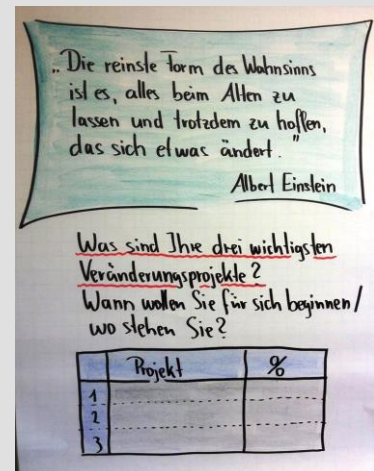 „Die reinste Form des Wahnsinns
ist es, alles beim Alten zu
lassen und trotzdem zu hoffen,
das sich etwas ändert."
Albert Einstein
Was sind Ihre drei wichtigsten
Veränderungsprojekte?
Wann wollen Sie für sich beginnen/
wo stehen Sie?
Projekt %
1
2
3